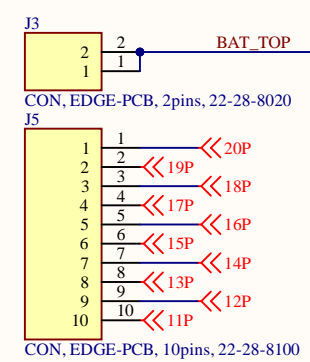 J3
2 2 BAT_TOP
1 1
CON, EDGE-PCB, 2pins, 22-28-8020
J5
1 1 20P
2 2 19P
3 3 18P
4 4 17P
5 5 16P
6 6 15P
7 7 14P
8 8 13P
9 9 12P
10 10 11P
CON, EDGE-PCB, 10pins, 22-28-8100